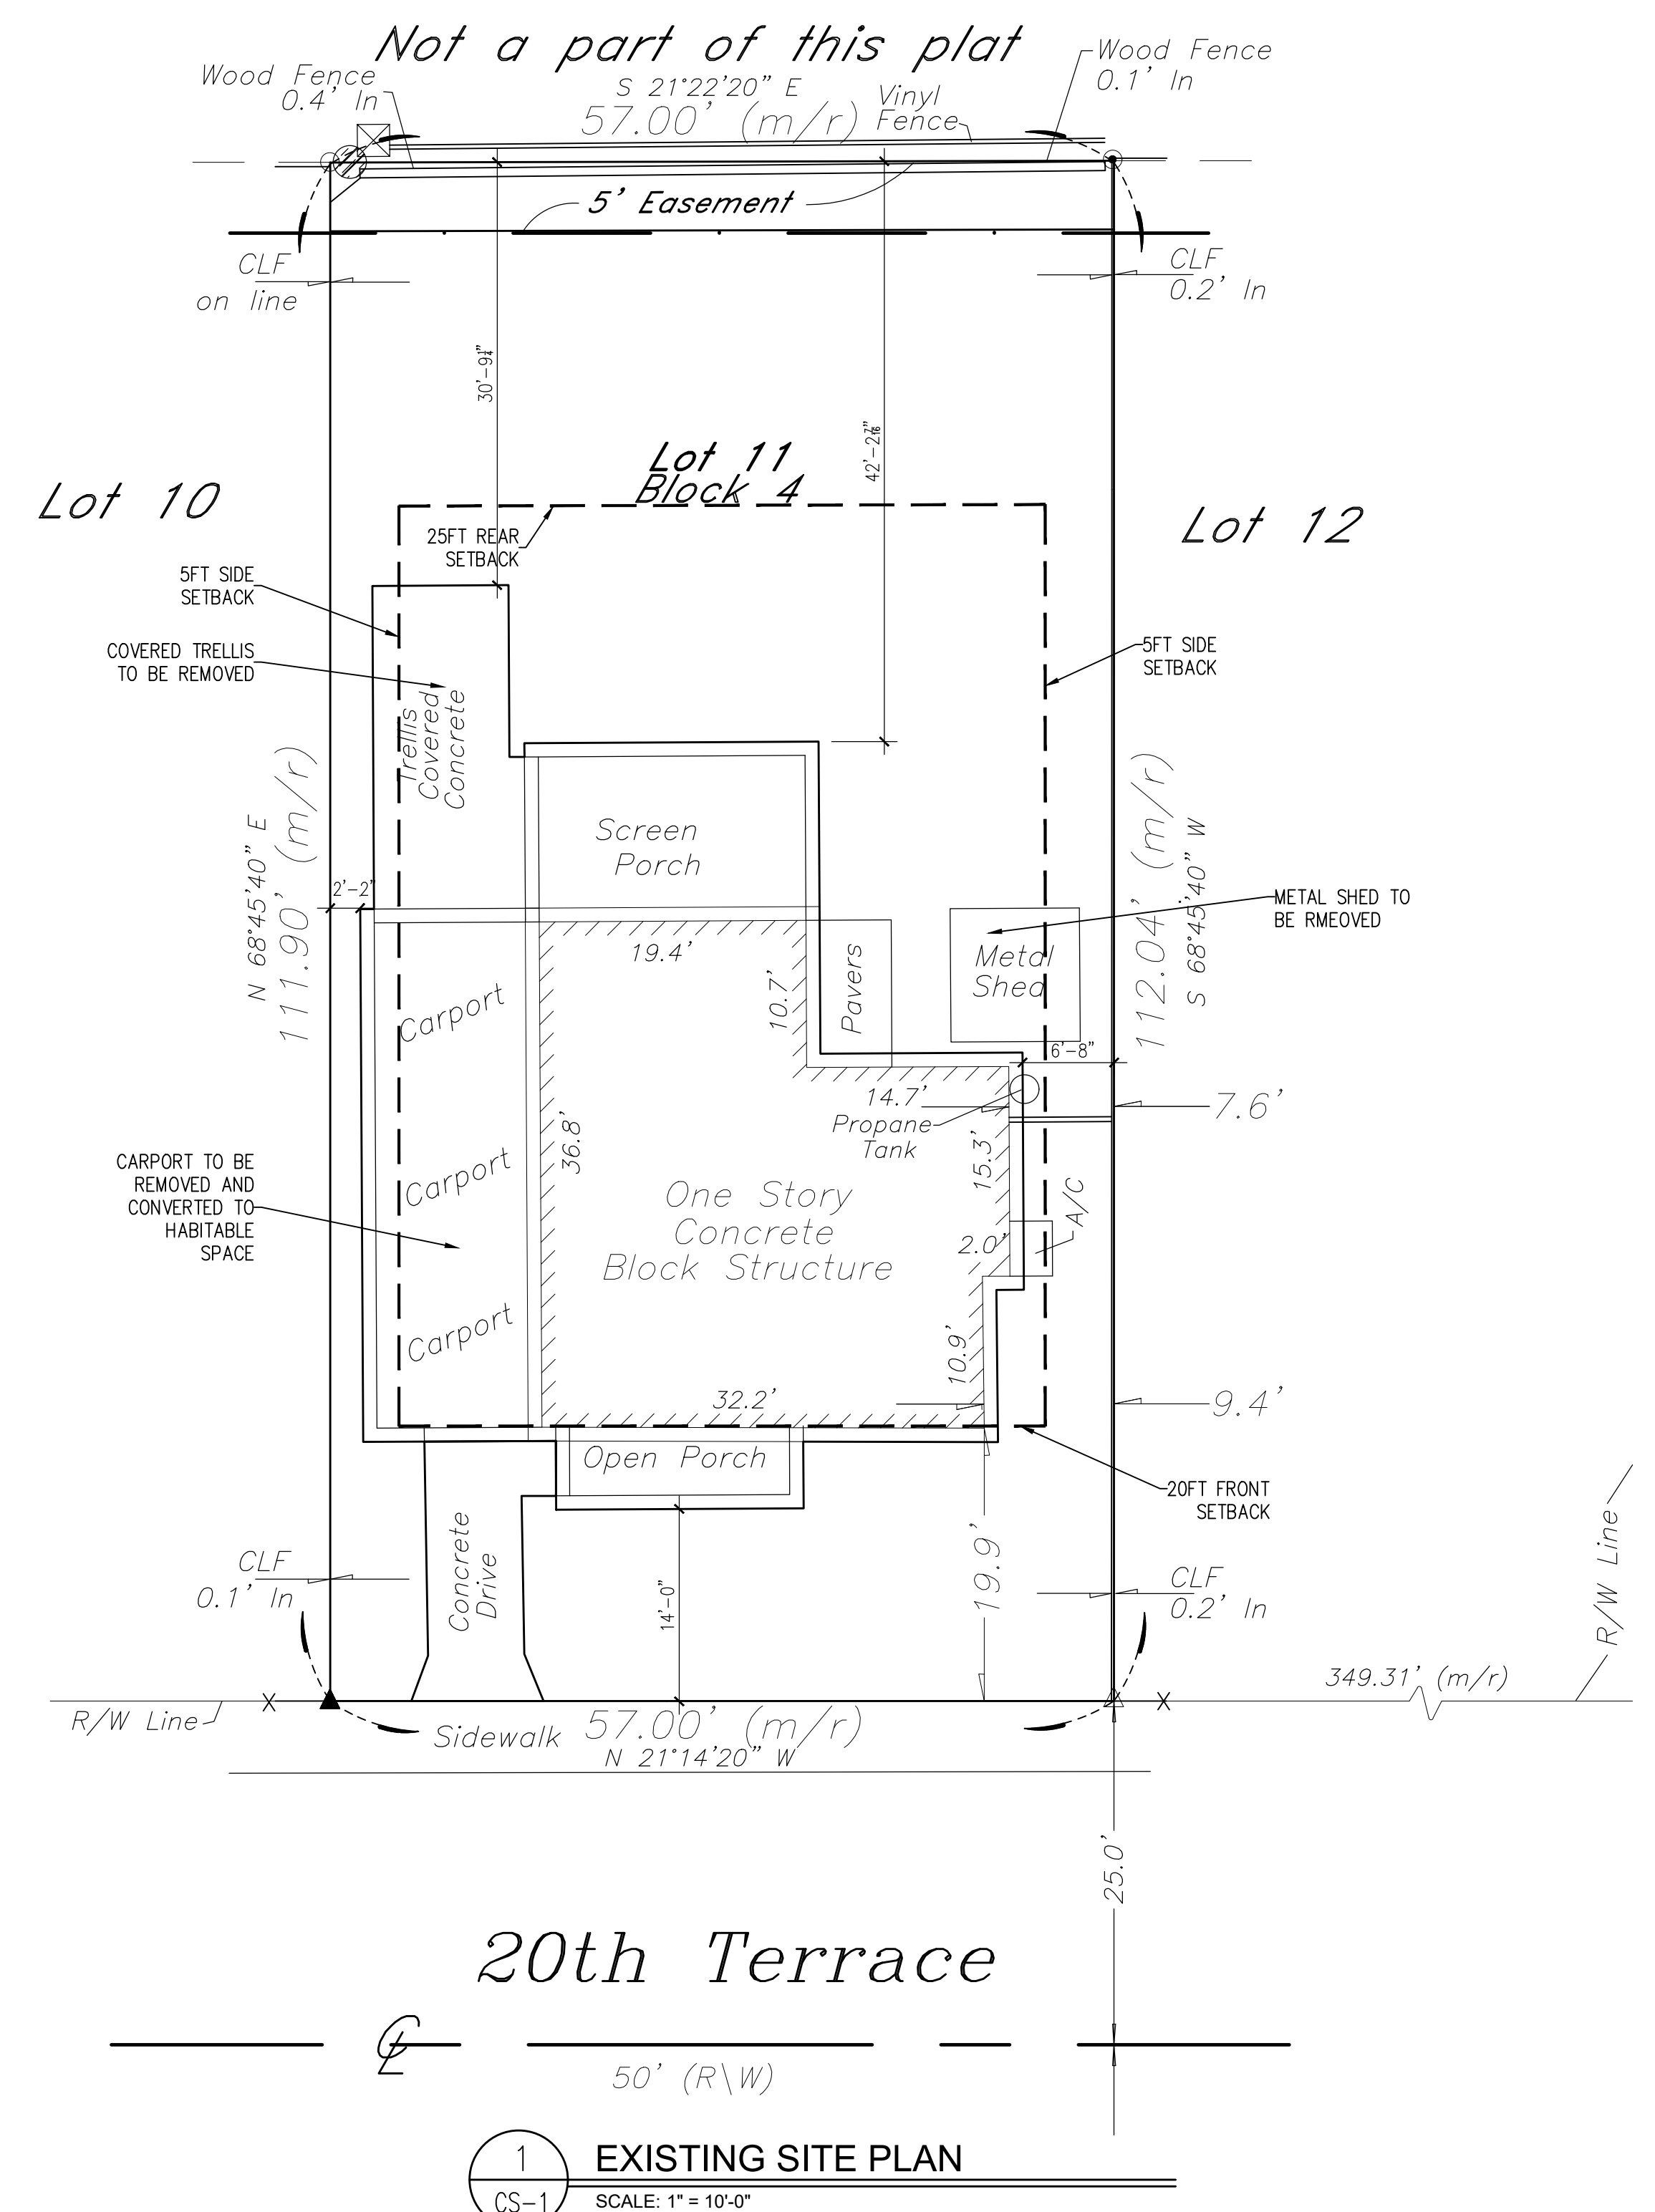 Not a part of this plat
Wood Fence
0.4' In
S 21°22'20" E
57.00' (m/r)
Vinyl
Fence
Wood Fence
0.1' In
5' Easement
CLF
on line
CLF
0.2' In
30'-9¼"
42'-2⁷⁄₁₆"
Lot 11
Block 4
Lot 10
Lot 12
25FT REAR
SETBACK
5FT SIDE
SETBACK
COVERED TRELLIS
TO BE REMOVED
5FT SIDE
SETBACK
Trellis
Covered
Concrete
N 68°45'40" E
111.90' (m/r)
112.04' (m/r)
S 68°45'40" W
Screen
Porch
2'-2"
METAL SHED TO
BE RMEOVED
19.4'
10.7'
Pavers
Metal
Shed
Carport
6'-8"
14.7'
7.6'
Propane
Tank
36.8'
15.3'
CARPORT TO BE
REMOVED AND
CONVERTED TO
HABITABLE
SPACE
Carport
One Story
Concrete
Block Structure
2.0'
A/C
Carport
10.9'
32.2'
9.4'
Open Porch
20FT FRONT
SETBACK
Concrete
Drive
14'-0"
19.9'
CLF
0.1' In
CLF
0.2' In
R/W Line
349.31' (m/r)
X
X
R/W Line
Sidewalk
57.00' (m/r)
N 21°14'20" W
25.0'
20th Terrace
℄
50' (R\W)
1
CS-1
EXISTING SITE PLAN
SCALE: 1" = 10'-0"